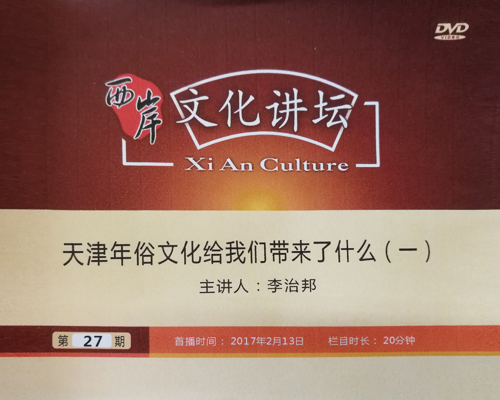 DVD
VIDEO
西岸
文化讲坛
Xi An Culture
天津年俗文化给我们带来了什么(一)
主讲人:李治邦
第 27 期
首播时间: 2017年2月13日 栏目时长: 20分钟